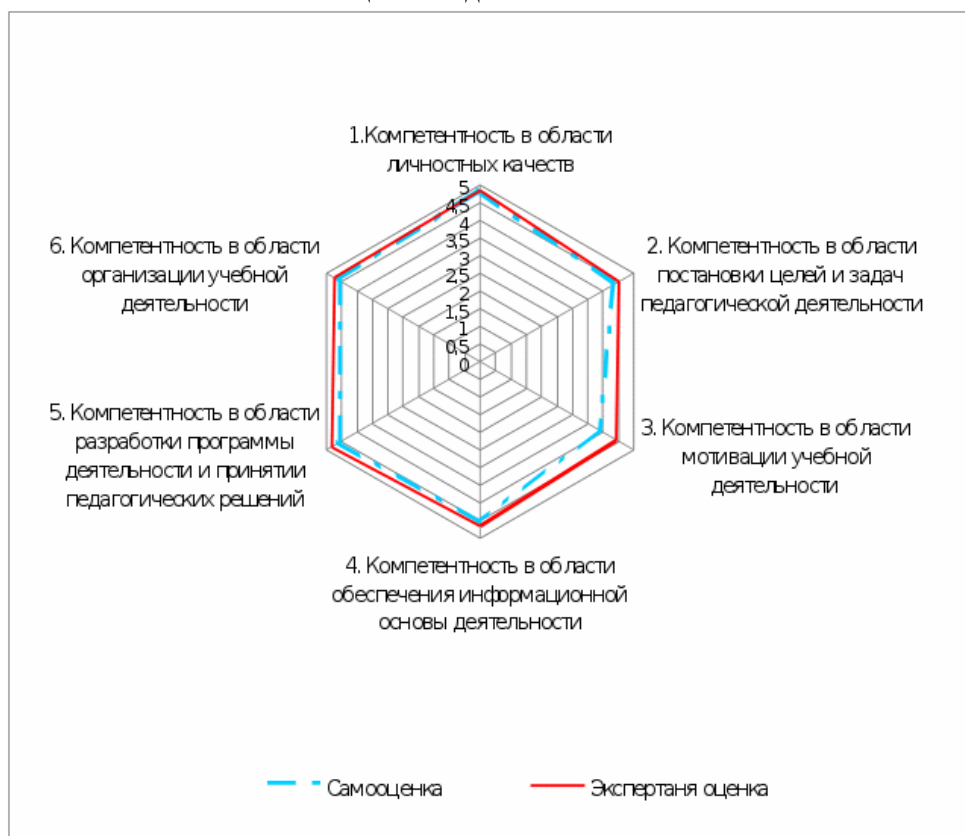 1.Компетентность в области
личностных качеств
5
4,5
4
3,5
3
2,5
2
1,5
1
0,5
0
2. Компетентность в области
постановки целей и задач
педагогической деятельности
3. Компетентность в области
мотивации учебной
деятельности
4. Компетентность в области
обеспечения информационной
основы деятельности
5. Компетентность в области
разработки программы
деятельности и принятии
педагогических решений
6. Компетентность в области
организации учебной
деятельности
Самооценка
Экспертаня оценка